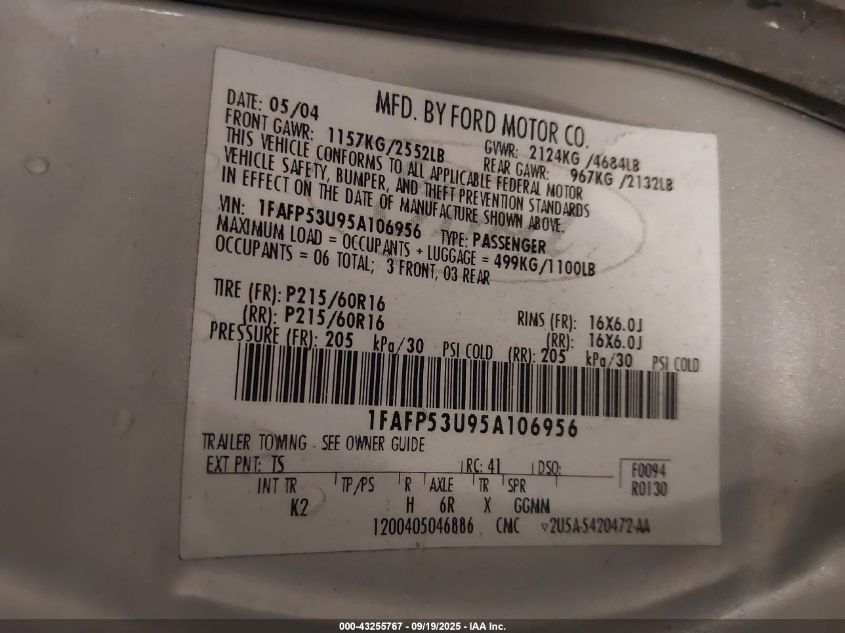 DATE: 05/04 MFD. BY FORD MOTOR CO.
FRONT GAWR: 1157KG/2552LB GVWR: 2124KG /4684LB
REAR GAWR: 967KG /2132LB
THIS VEHICLE CONFORMS TO ALL APPLICABLE FEDERAL MOTOR
VEHICLE SAFETY, BUMPER, AND THEFT PREVENTION STANDARDS
IN EFFECT ON THE DATE OF MANUFACTURE SHOWN ABOVE.
VIN: 1FAFP53U95A106956 TYPE: PASSENGER
MAXIMUM LOAD = OCCUPANTS + LUGGAGE = 499KG/1100LB
OCCUPANTS = 06 TOTAL; 3 FRONT, 03 REAR
TIRE (FR): P215/60R16 RIMS (FR): 16X6.0J
(RR): P215/60R16 (RR): 16X6.0J
PRESSURE (FR): 205 kPa/30 PSI COLD (RR): 205 kPa/30 PSI COLD
1FAFP53U95A106956
TRAILER TOWING - SEE OWNER GUIDE
EXT PNT: TS RC: 41 DSO: F0094
R0130
INT TR TP/PS R AXLE TR SPR
K2 H 6R X GGMM
1200405046886 CMC ▽2U5A-5420472-AA
000-43255767 - 09/19/2025 - IAA Inc.